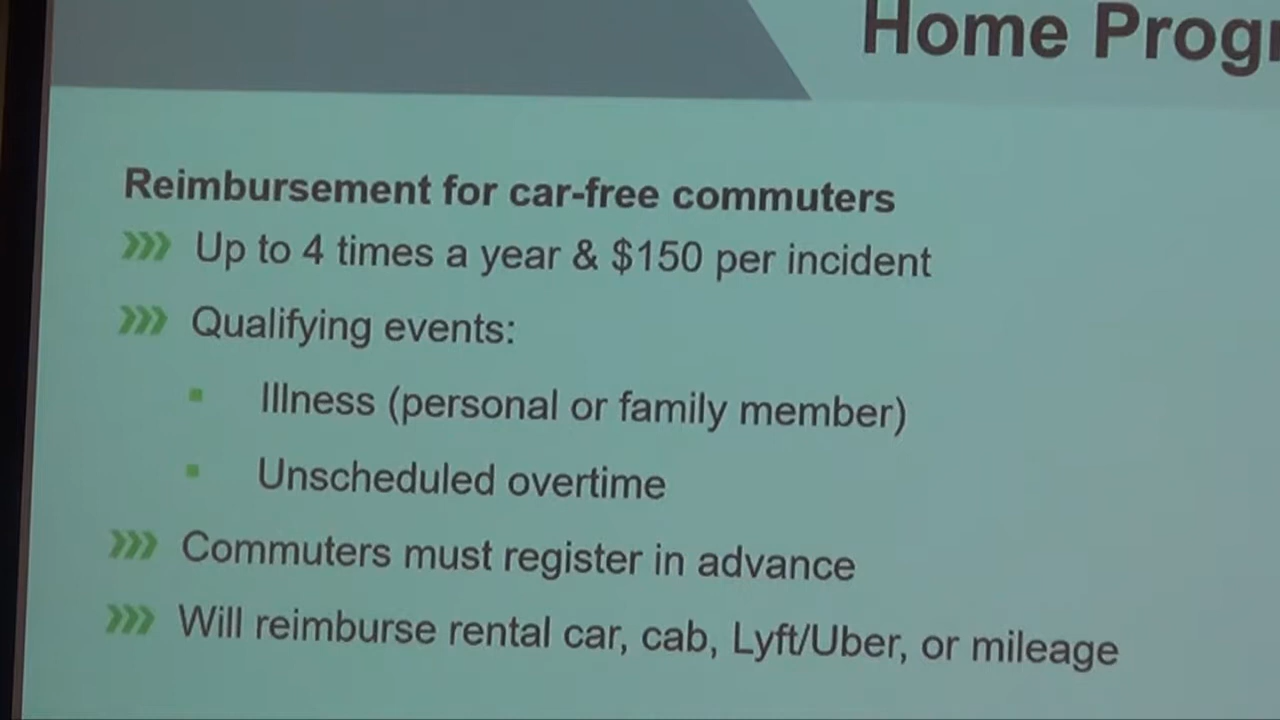 Home Progr
Reimbursement for car-free commuters
Up to 4 times a year & $150 per incident
Qualifying events:
Illness (personal or family member)
Unscheduled overtime
Commuters must register in advance
Will reimburse rental car, cab, Lyft/Uber, or mileage